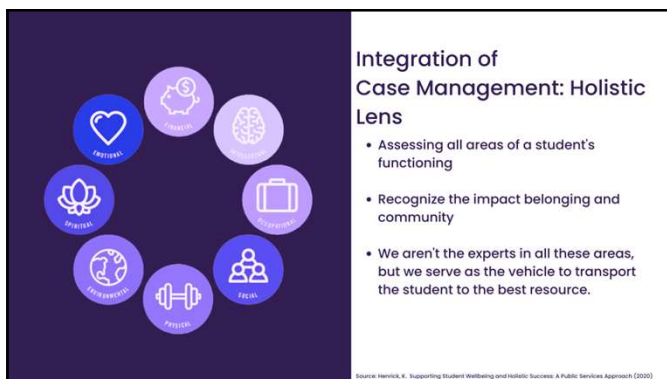 Integration of
Case Management: Holistic
Lens
• Assessing all areas of a student's
functioning
• Recognize the impact belonging and
community
• We aren't the experts in all these areas,
but we serve as the vehicle to transport
the student to the best resource.
FINANCIAL
INTELLECTUAL
OCCUPATIONAL
SOCIAL
PHYSICAL
ENVIRONMENTAL
SPIRITUAL
EMOTIONAL
Source: Henrick, K. Supporting Student Wellbeing and Holistic Success: A Public Services Approach (2020)